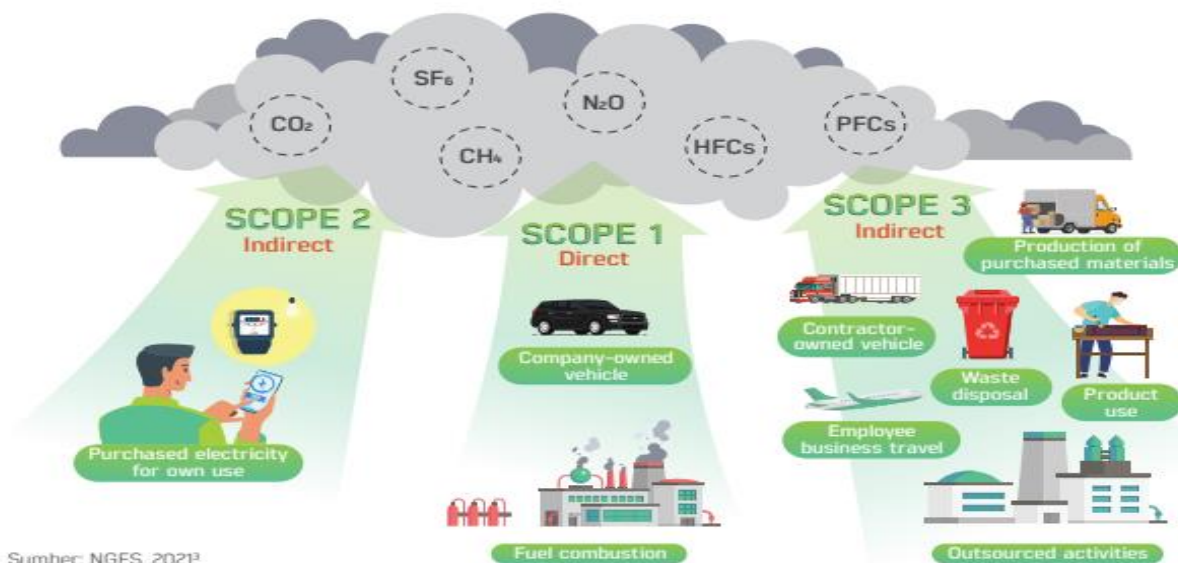 SF₆
CO₂
N₂O
CH₄
HFCs
PFCs
SCOPE 2
Indirect
Purchased electricity
for own use
SCOPE 1
Direct
Company-owned
vehicle
Fuel combustion
SCOPE 3
Indirect
Production of
purchased materials
Contractor-
owned vehicle
Waste
disposal
Product
use
Employee
business travel
Outsourced activities
Sumber: NGFS, 2021³